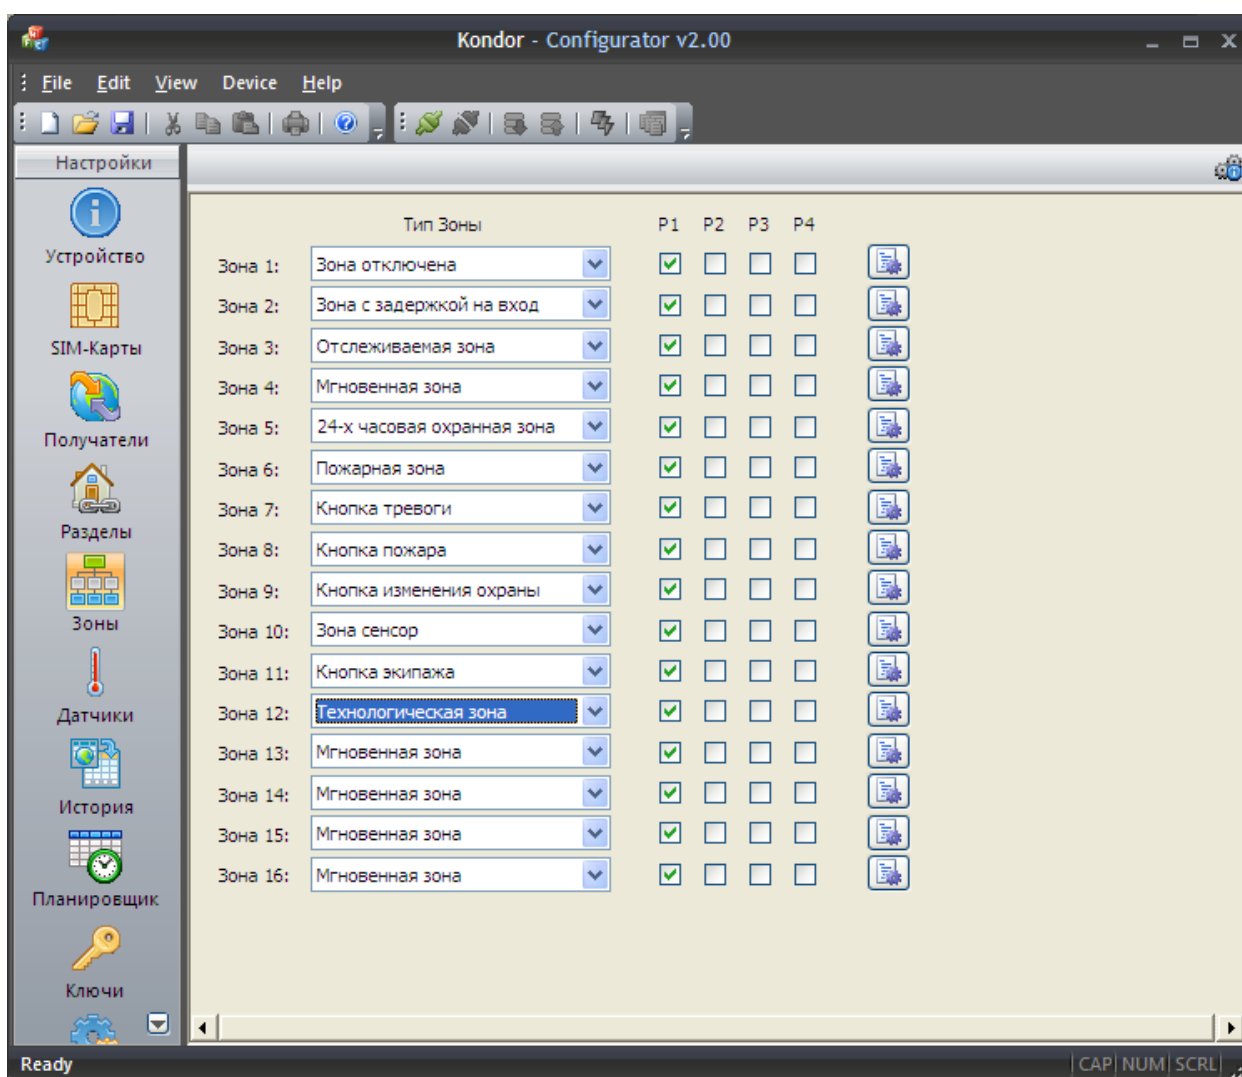 Kondor - Configurator v2.00
File Edit View Device Help
Настройки
Устройство
SIM-Карты
Получатели
Разделы
Зоны
Датчики
История
Планировщик
Ключи
Тип Зоны P1 P2 P3 P4
Зона 1: Зона отключена
Зона 2: Зона с задержкой на вход
Зона 3: Отслеживаемая зона
Зона 4: Мгновенная зона
Зона 5: 24-х часовая охранная зона
Зона 6: Пожарная зона
Зона 7: Кнопка тревоги
Зона 8: Кнопка пожара
Зона 9: Кнопка изменения охраны
Зона 10: Зона сенсор
Зона 11: Кнопка экипажа
Зона 12: Технологическая зона
Зона 13: Мгновенная зона
Зона 14: Мгновенная зона
Зона 15: Мгновенная зона
Зона 16: Мгновенная зона
Ready CAP NUM SCRL